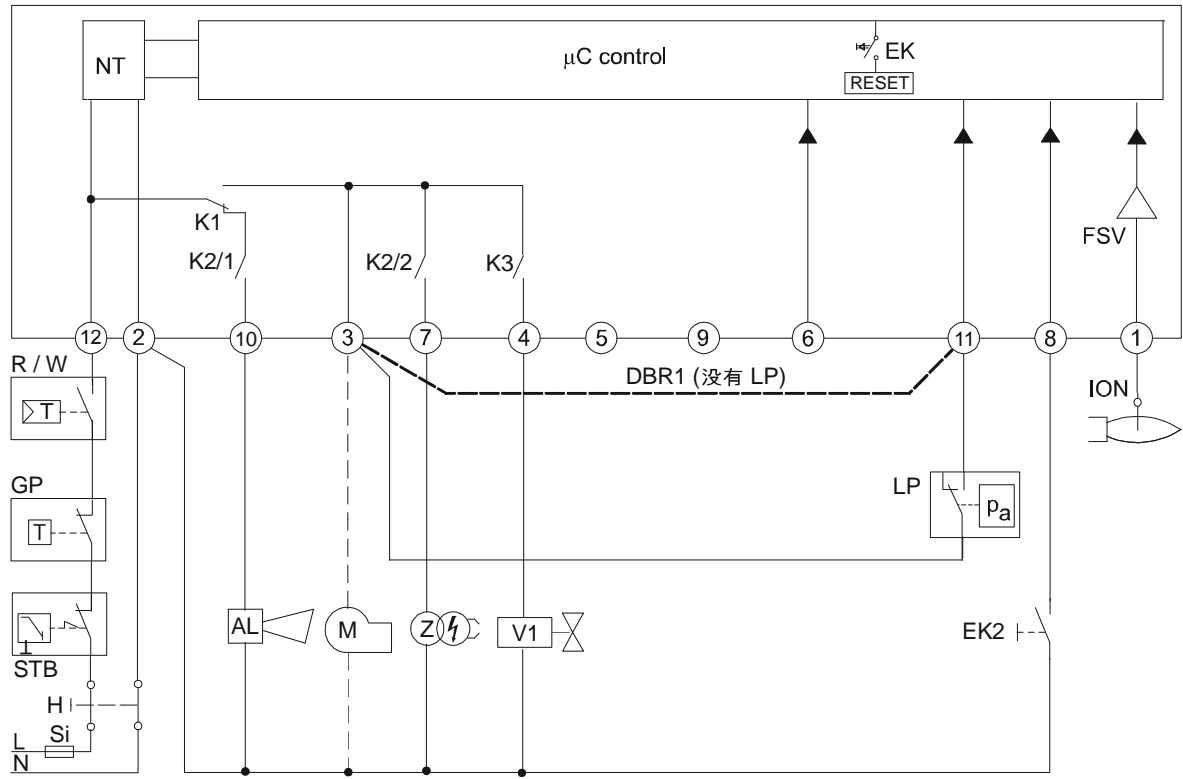 NT
μC control
EK
RESET
K1
FSV
K2/1
K2/2
K3
12
2
10
3
7
4
5
9
6
11
8
1
R / W
DBR1 (没有 LP)
ION
T
GP
LP
pa
T
AL
M
Z
V1
EK2
STB
H
L
Si
N